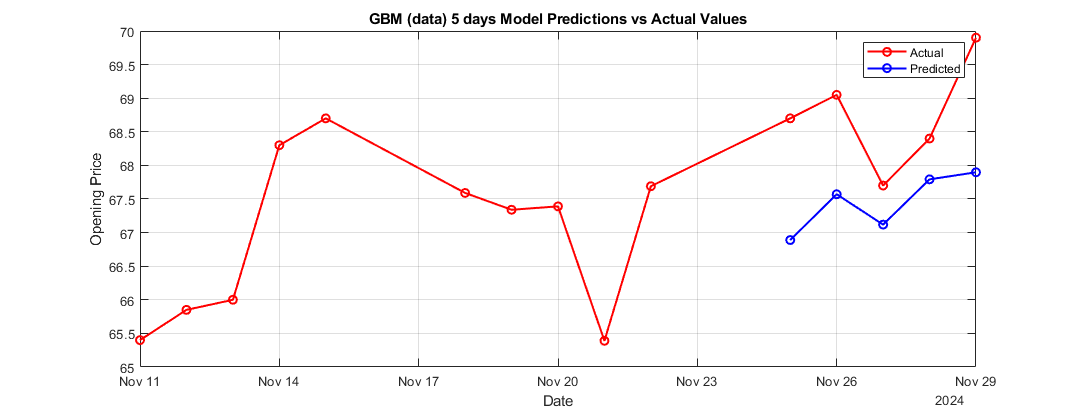 GBM (data) 5 days Model Predictions vs Actual Values
70
69.5
69
68.5
68
67.5
67
66.5
66
65.5
65
Opening Price
Actual
Predicted
Nov 11 Nov 14 Nov 17 Nov 20 Nov 23 Nov 26 Nov 29
Date
2024